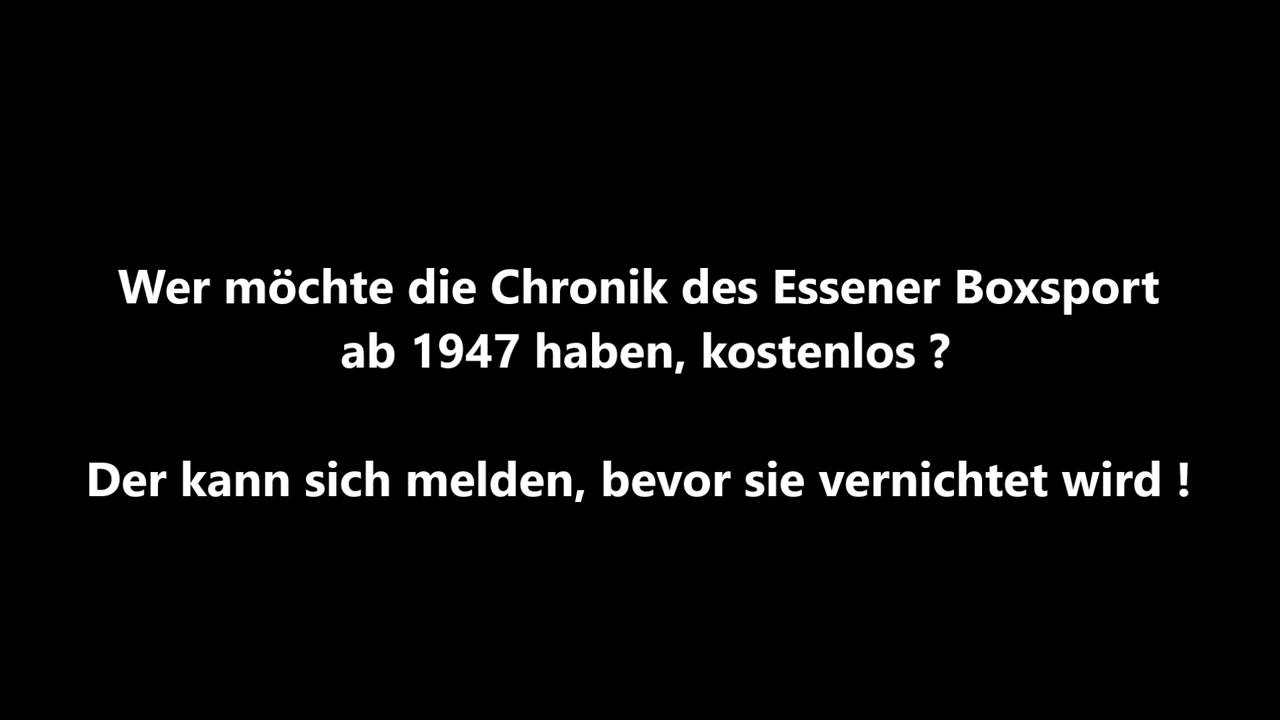 Wer möchte die Chronik des Essener Boxsport
ab 1947 haben, kostenlos ?
Der kann sich melden, bevor sie vernichtet wird !